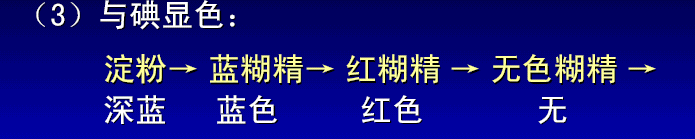 （3）与碘显色：
淀粉→ 蓝糊精→ 红糊精 → 无色糊精 →
深蓝 蓝色 红色 无